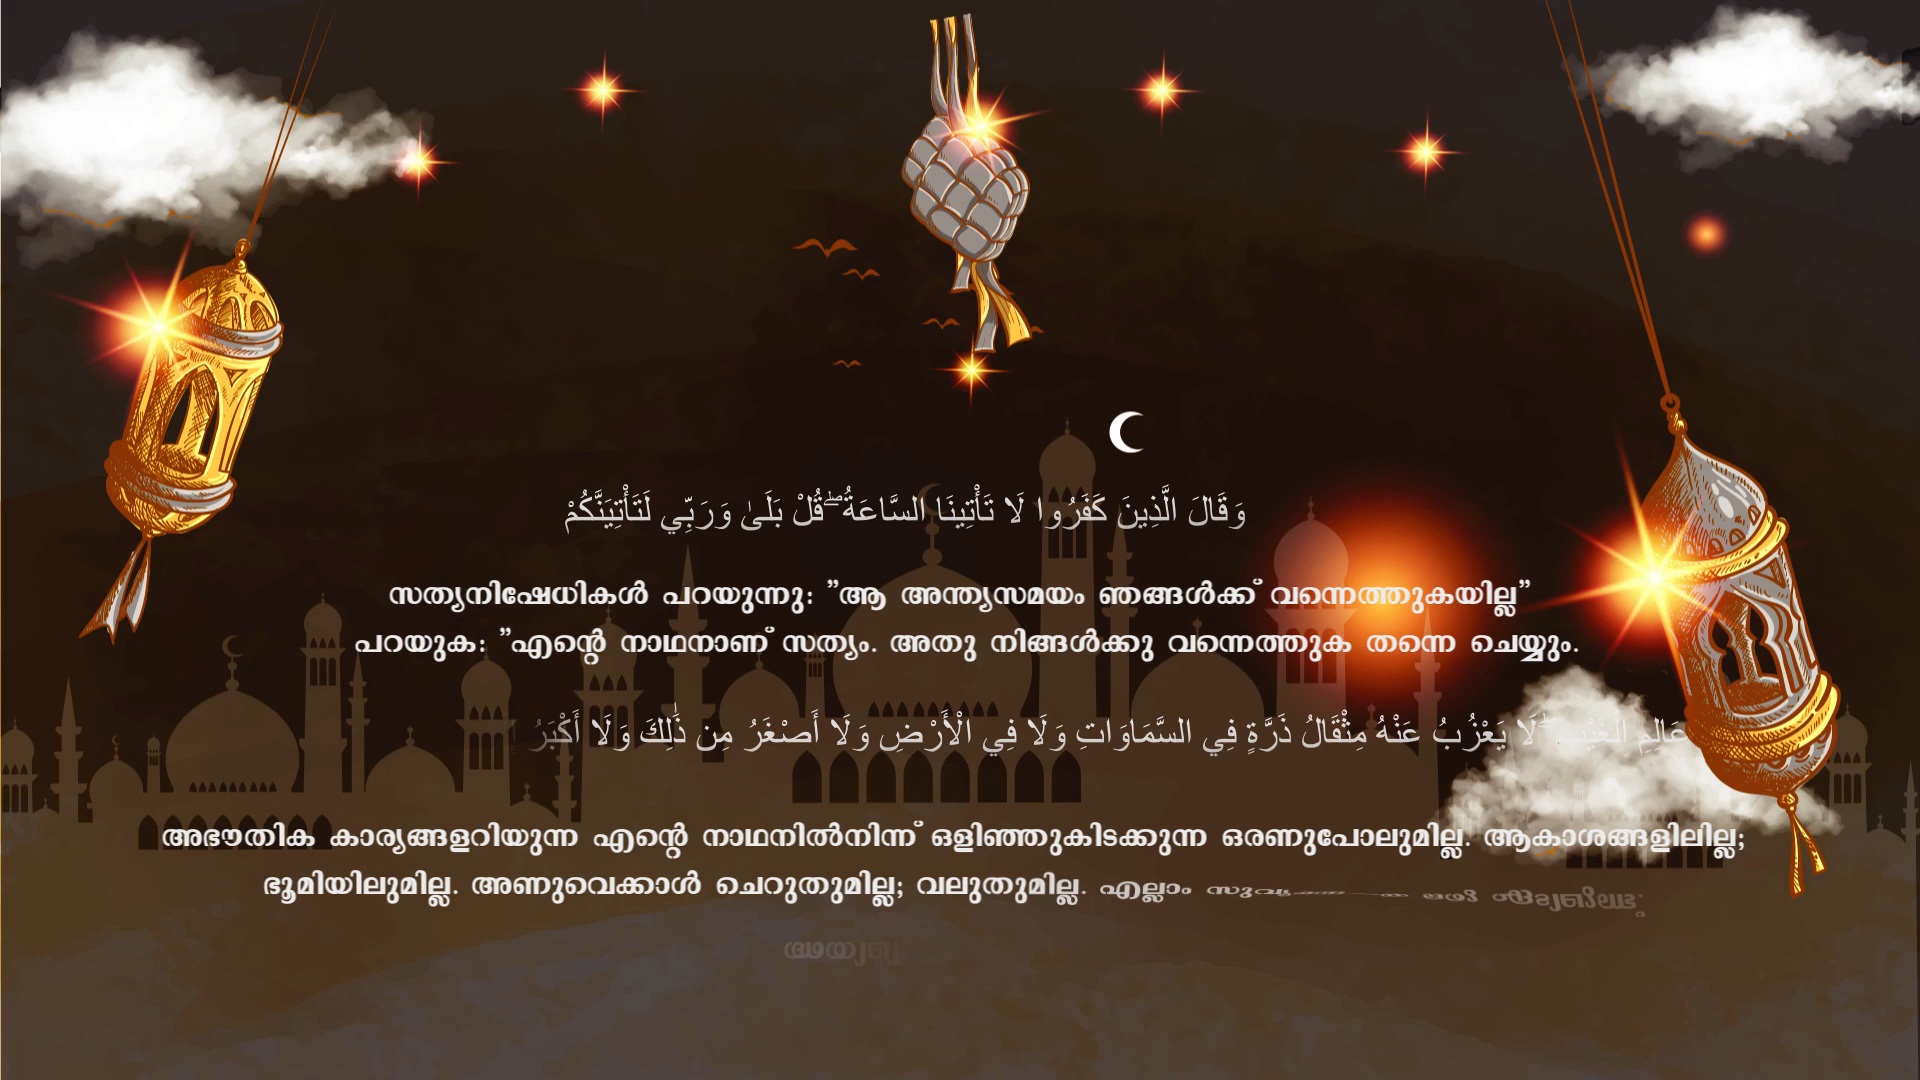 وَقَالَ الَّذِينَ كَفَرُوا لَا تَأْتِينَا السَّاعَةُ ۖ قُلْ بَلَىٰ وَرَبِّي لَتَأْتِيَنَّكُمْ
സത്യനിഷേധികൾ പറയുന്നു: ”ആ അന്ത്യസമയം ഞങ്ങൾക്ക് വന്നെത്തുകയില്ല”
പറയുക: ”എന്റെ നാഥനാണ് സത്യം. അതു നിങ്ങൾക്കു വന്നെത്തുക തന്നെ ചെയ്യും.
عَالِمِ الْغَيْبِ ۖ لَا يَعْزُبُ عَنْهُ مِثْقَالُ ذَرَّةٍ فِي السَّمَاوَاتِ وَلَا فِي الْأَرْضِ وَلَا أَصْغَرُ مِن ذَٰلِكَ وَلَا أَكْبَرُ
അഭൗതിക കാര്യങ്ങളറിയുന്ന എന്റെ നാഥനിൽനിന്ന് ഒളിഞ്ഞുകിടക്കുന്ന ഒരണുപോലുമില്ല. ആകാശങ്ങളിലില്ല;
ഭൂമിയിലുമില്ല. അണുവെക്കാൾ ചെറുതുമില്ല; വലുതുമില്ല. എല്ലാം